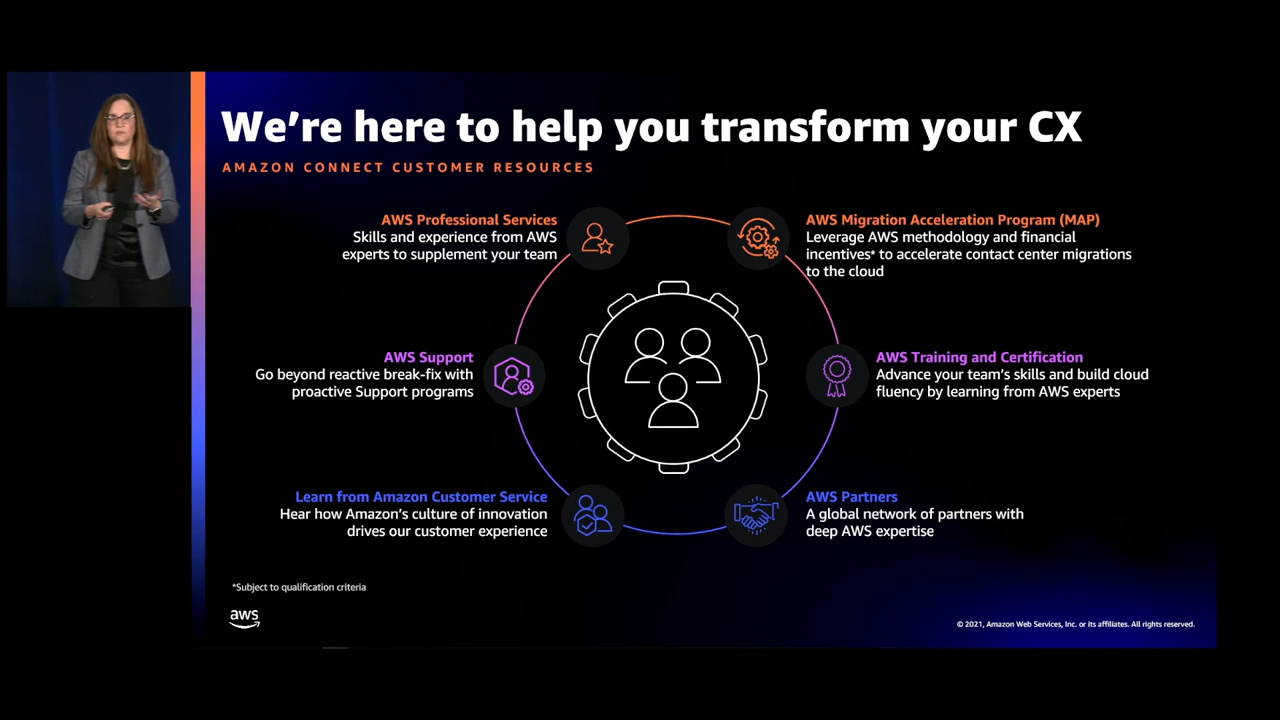 We're here to help you transform your CX
AMAZON CONNECT CUSTOMER RESOURCES
AWS Professional Services
Skills and experience from AWS
experts to supplement your team
AWS Migration Acceleration Program (MAP)
Leverage AWS methodology and financial
incentives* to accelerate contact center migrations
to the cloud
AWS Support
Go beyond reactive break-fix with
proactive Support programs
AWS Training and Certification
Advance your team's skills and build cloud
fluency by learning from AWS experts
Learn from Amazon Customer Service
Hear how Amazon's culture of innovation
drives our customer experience
AWS Partners
A global network of partners with
deep AWS expertise
*Subject to qualification criteria
aws
© 2021, Amazon Web Services, Inc. or its affiliates. All rights reserved.